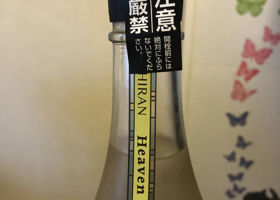 注意
厳禁
開栓前には
絶対にふら
ないでくだ
さい。
HIRAN
Heaven